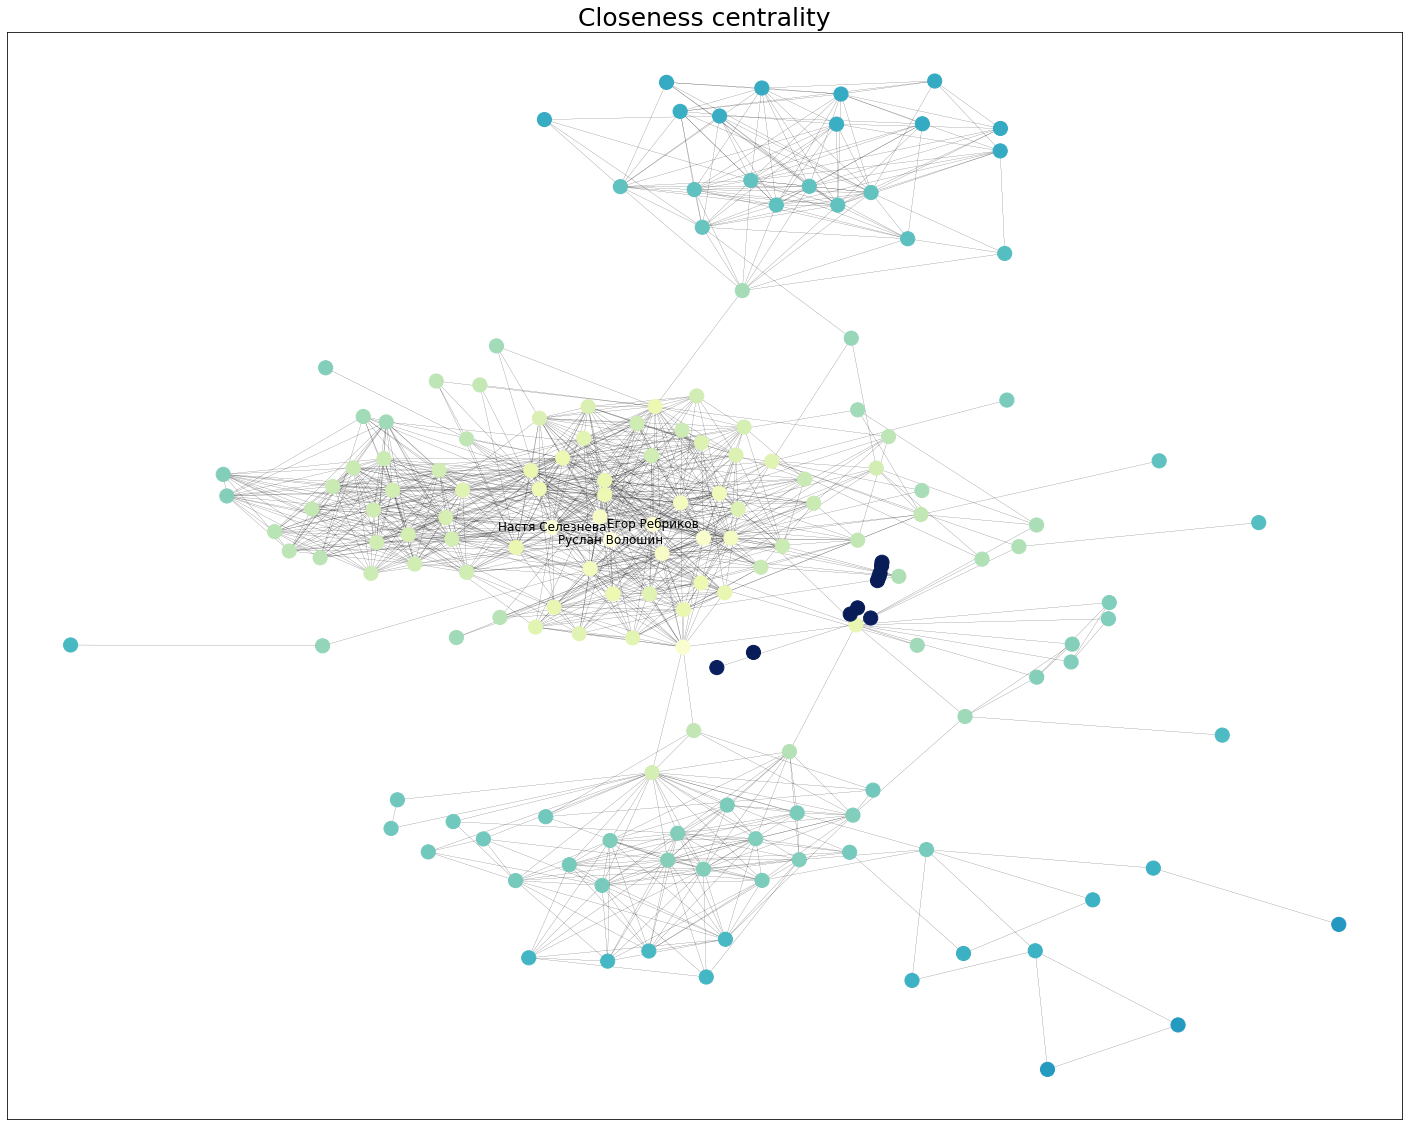 Closeness centrality
Настя Селезнева
Егор Ребриков
Руслан Волошин